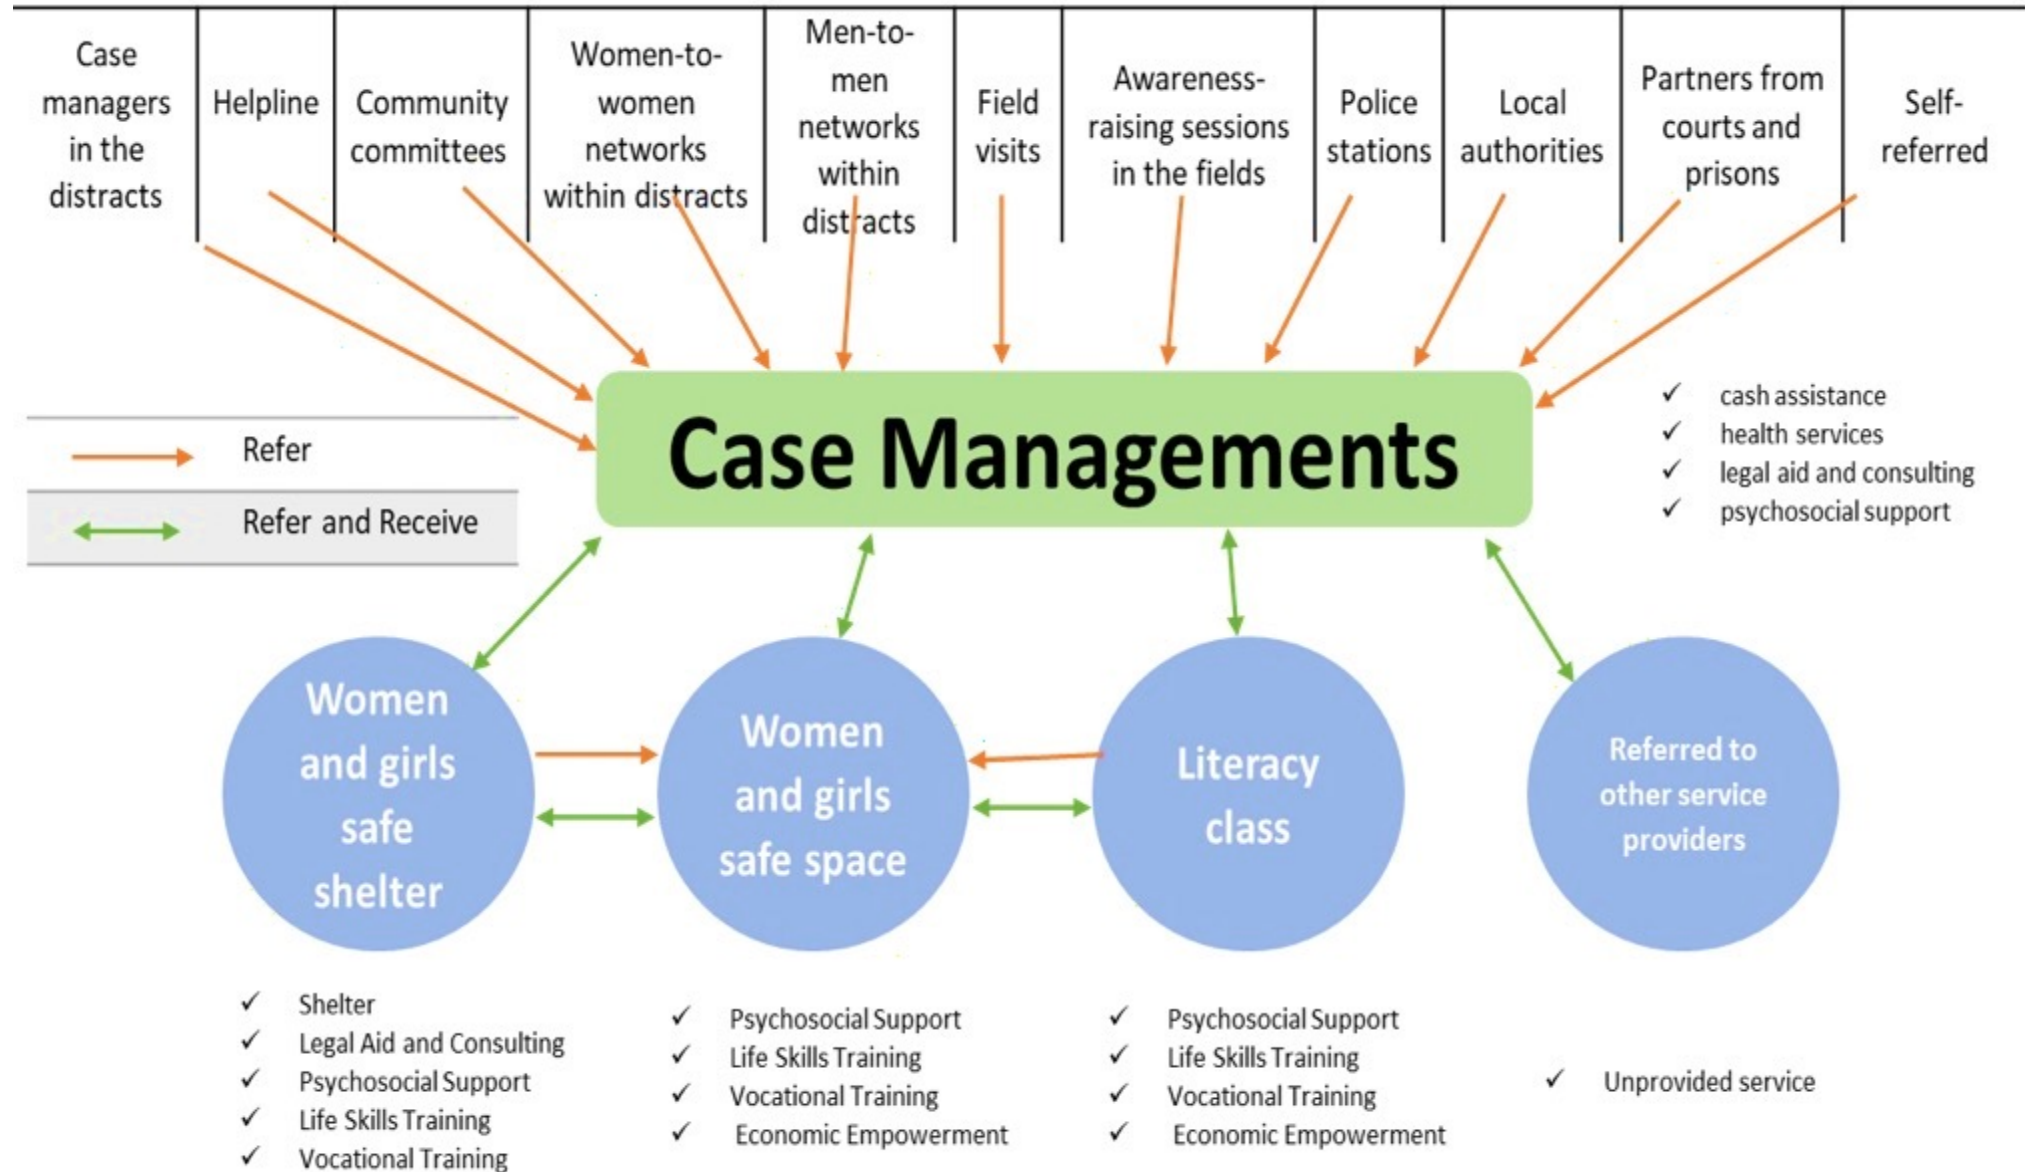 Case
managers
in the
distracts
Helpline
Community
committees
Women-to-
women
networks
within distracts
Men-to-
men
networks
within
distracts
Field
visits
Awareness-
raising sessions
in the fields
Police
stations
Local
authorities
Partners from
courts and
prisons
Self-
referred
Refer
Refer and Receive
Case Managements
✓ cash assistance
✓ health services
✓ legal aid and consulting
✓ psychosocial support
Women
and girls
safe
shelter
Women
and girls
safe space
Literacy
class
Referred to
other service
providers
✓ Shelter
✓ Legal Aid and Consulting
✓ Psychosocial Support
✓ Life Skills Training
✓ Vocational Training
✓ Psychosocial Support
✓ Life Skills Training
✓ Vocational Training
✓ Economic Empowerment
✓ Psychosocial Support
✓ Life Skills Training
✓ Vocational Training
✓ Economic Empowerment
✓ Unprovided service